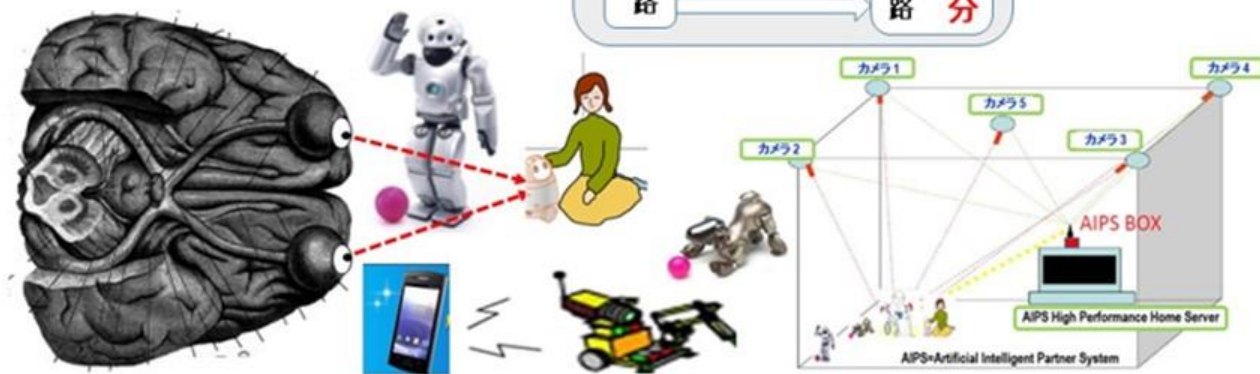 路 路 分
カメラ1
カメラ4
カメラ5
カメラ2
カメラ3
AIPS BOX
AIPS High Performance Home Server
AIPS=Artificial Intelligent Partner System